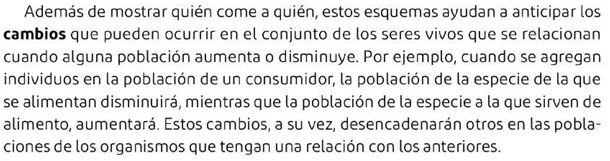 Además de mostrar quién come a quién, estos esquemas ayudan a anticipar los
cambios que pueden ocurrir en el conjunto de los seres vivos que se relacionan
cuando alguna población aumenta o disminuye. Por ejemplo, cuando se agregan
individuos en la población de un consumidor, la población de la especie de la que
se alimentan disminuirá, mientras que la población de la especie a la que sirven de
alimento, aumentará. Estos cambios, a su vez, desencadenarán otros en las pobla-
ciones de los organismos que tengan una relación con los anteriores.